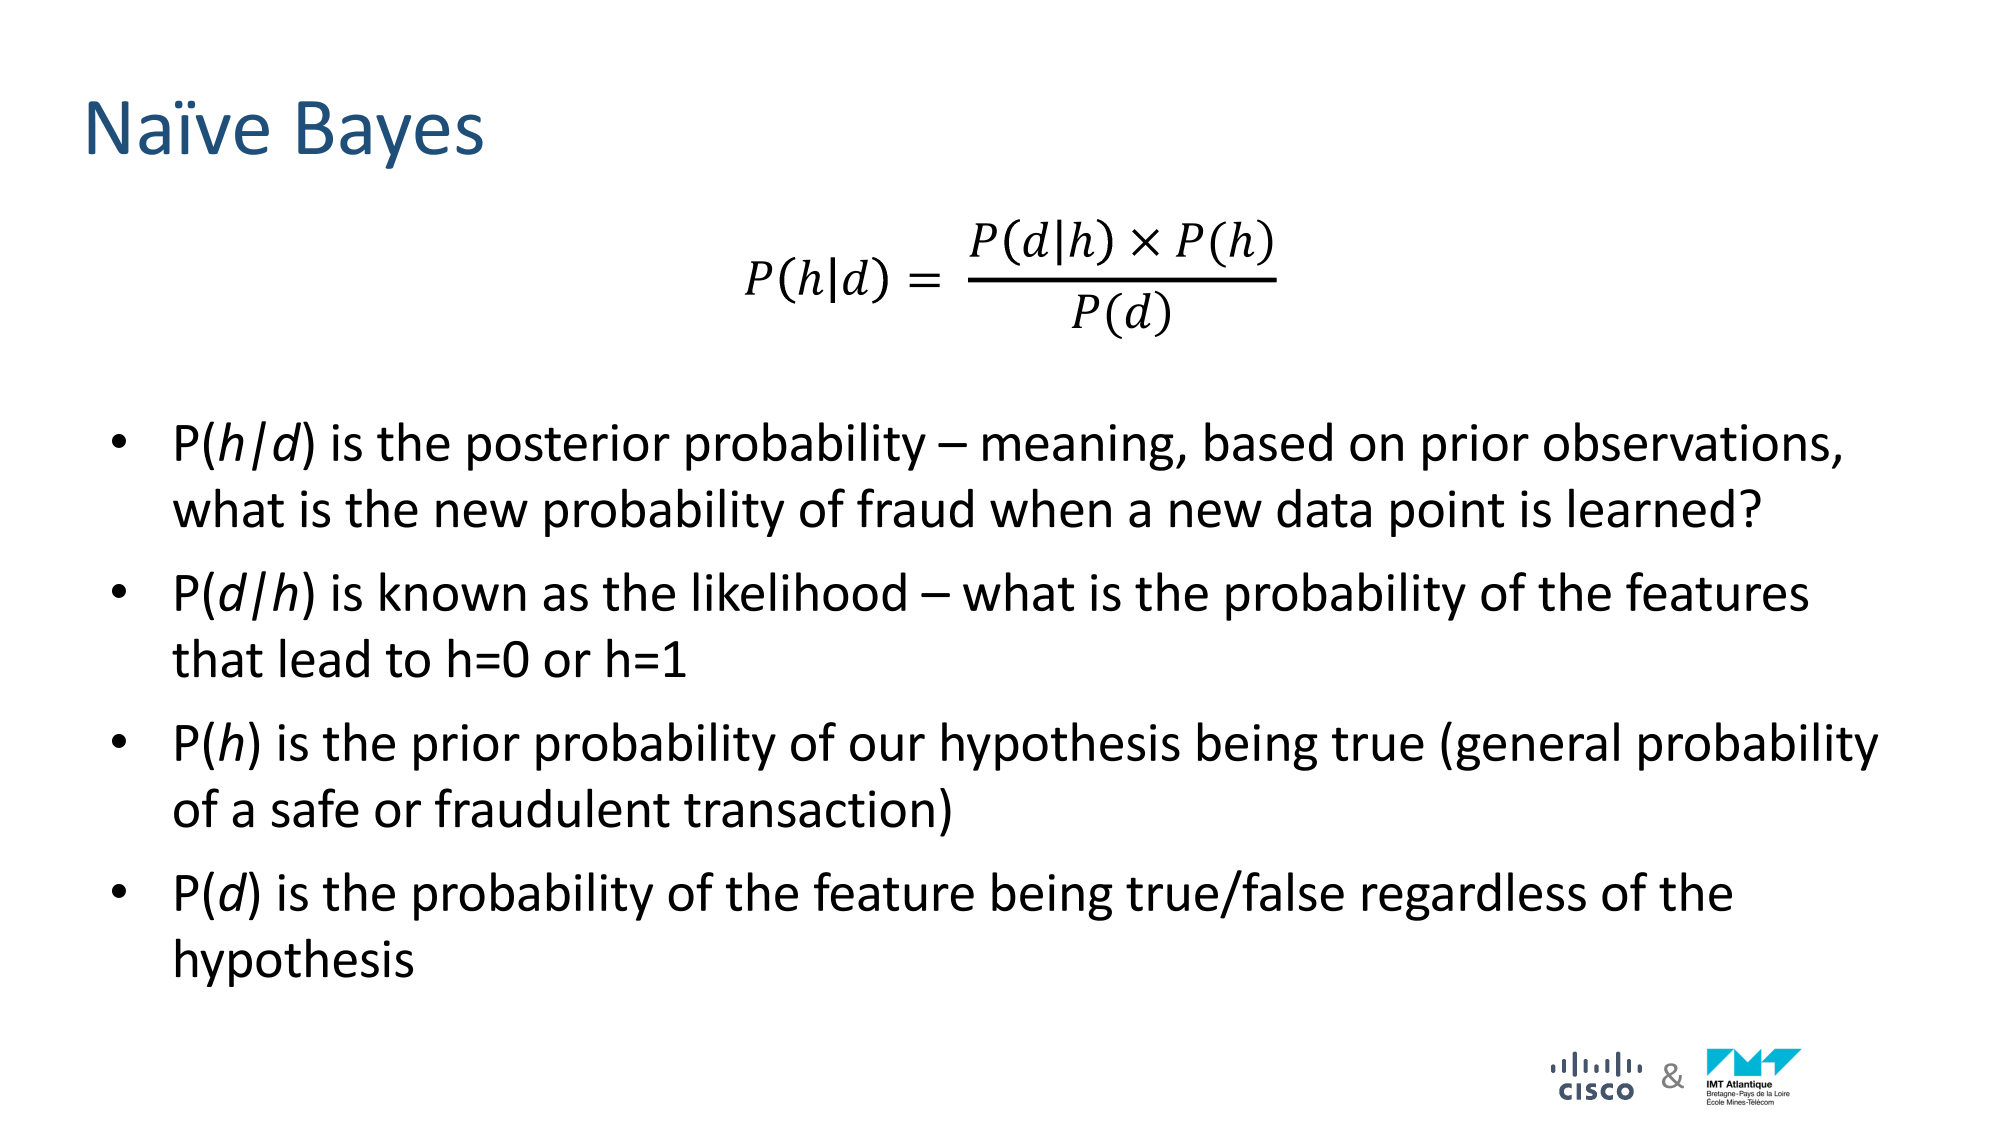 Naïve Bayes
P(h|d) = P(d|h) × P(h) / P(d)
• P(h|d) is the posterior probability – meaning, based on prior observations,
what is the new probability of fraud when a new data point is learned?
• P(d|h) is known as the likelihood – what is the probability of the features
that lead to h=0 or h=1
• P(h) is the prior probability of our hypothesis being true (general probability
of a safe or fraudulent transaction)
• P(d) is the probability of the feature being true/false regardless of the
hypothesis
CISCO & IMT Atlantique
Bretagne-Pays de la Loire
École Mines-Télécom